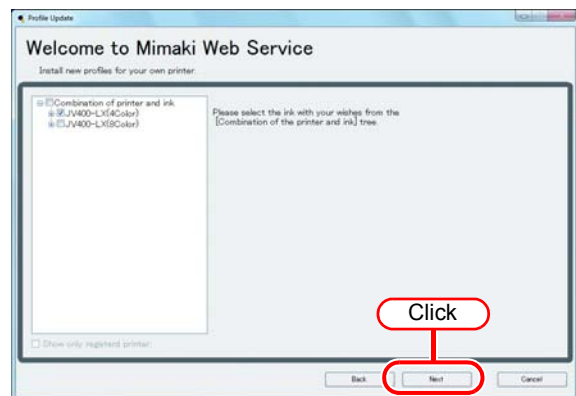 Profile Update
Welcome to Mimaki Web Service
Install new profiles for your own printer.
Combination of printer and ink
JV400-LX(4Color)
JV400-LX(8Color)
Please select the ink with your wishes from the
[Combination of the printer and ink] tree.
Click
Show only registerd printer.
Back
Next
Cancel